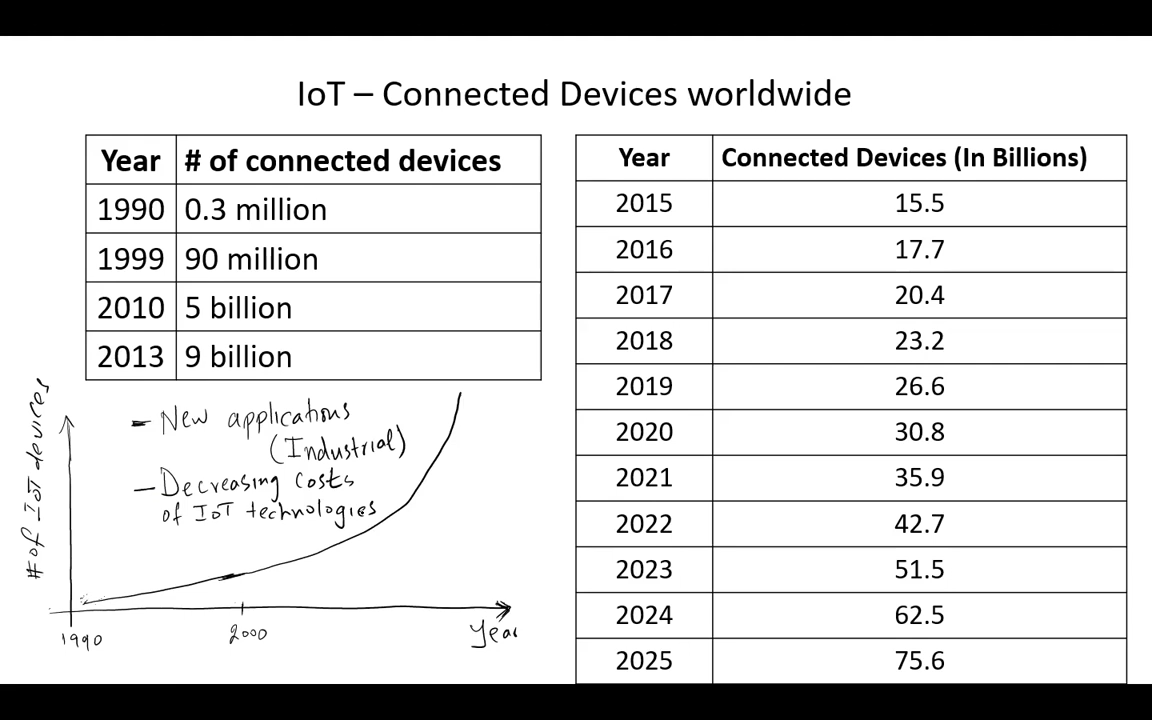 IoT – Connected Devices worldwide
Year # of connected devices
1990 0.3 million
1999 90 million
2010 5 billion
2013 9 billion
# of IoT devices
- New applications
(Industrial)
- Decreasing costs
of IoT technologies
1990 2000 Year
Year Connected Devices (In Billions)
2015 15.5
2016 17.7
2017 20.4
2018 23.2
2019 26.6
2020 30.8
2021 35.9
2022 42.7
2023 51.5
2024 62.5
2025 75.6